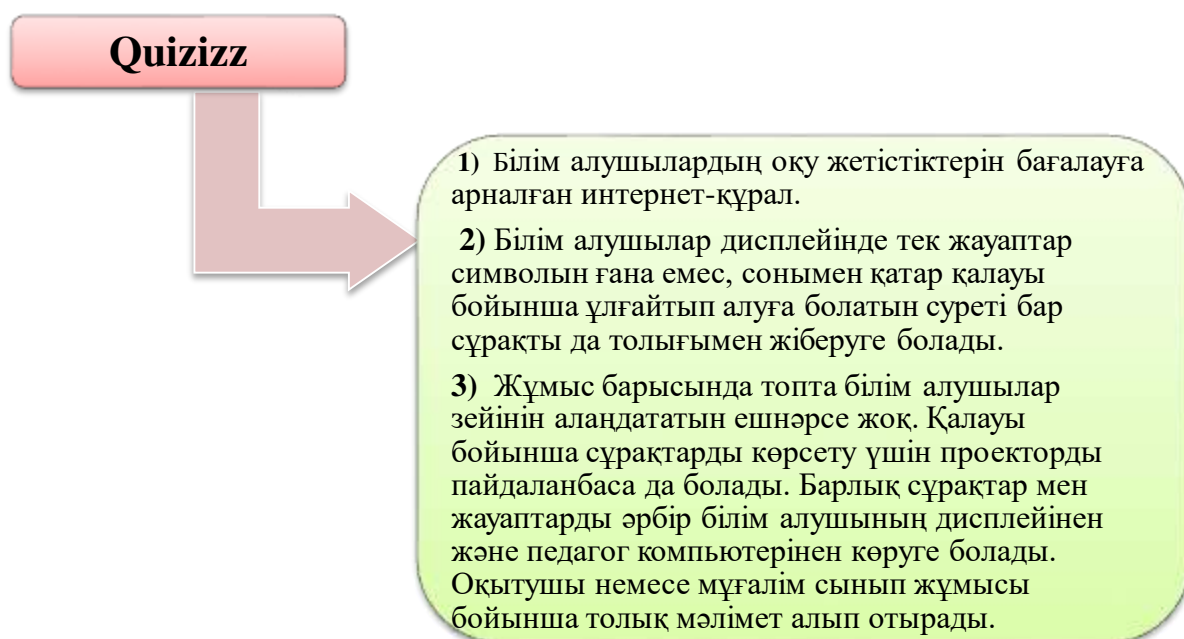 Quizizz
1) Білім алушылардың оқу жетістіктерін бағалауға
арналған интернет-құрал.
2) Білім алушылар дисплейінде тек жауаптар
символын ғана емес, сонымен қатар қалауы
бойынша ұлғайтып алуға болатын суреті бар
сұрақты да толығымен жіберуге болады.
3) Жұмыс барысында топта білім алушылар
зейінін алаңдататын ешнәрсе жоқ. Қалауы
бойынша сұрақтарды көрсету үшін проекторды
пайдаланбаса да болады. Барлық сұрақтар мен
жауаптарды әрбір білім алушының дисплейінен
және педагог компьютерінен көруге болады.
Оқытушы немесе мұғалім сынып жұмысы
бойынша толық мәлімет алып отырады.